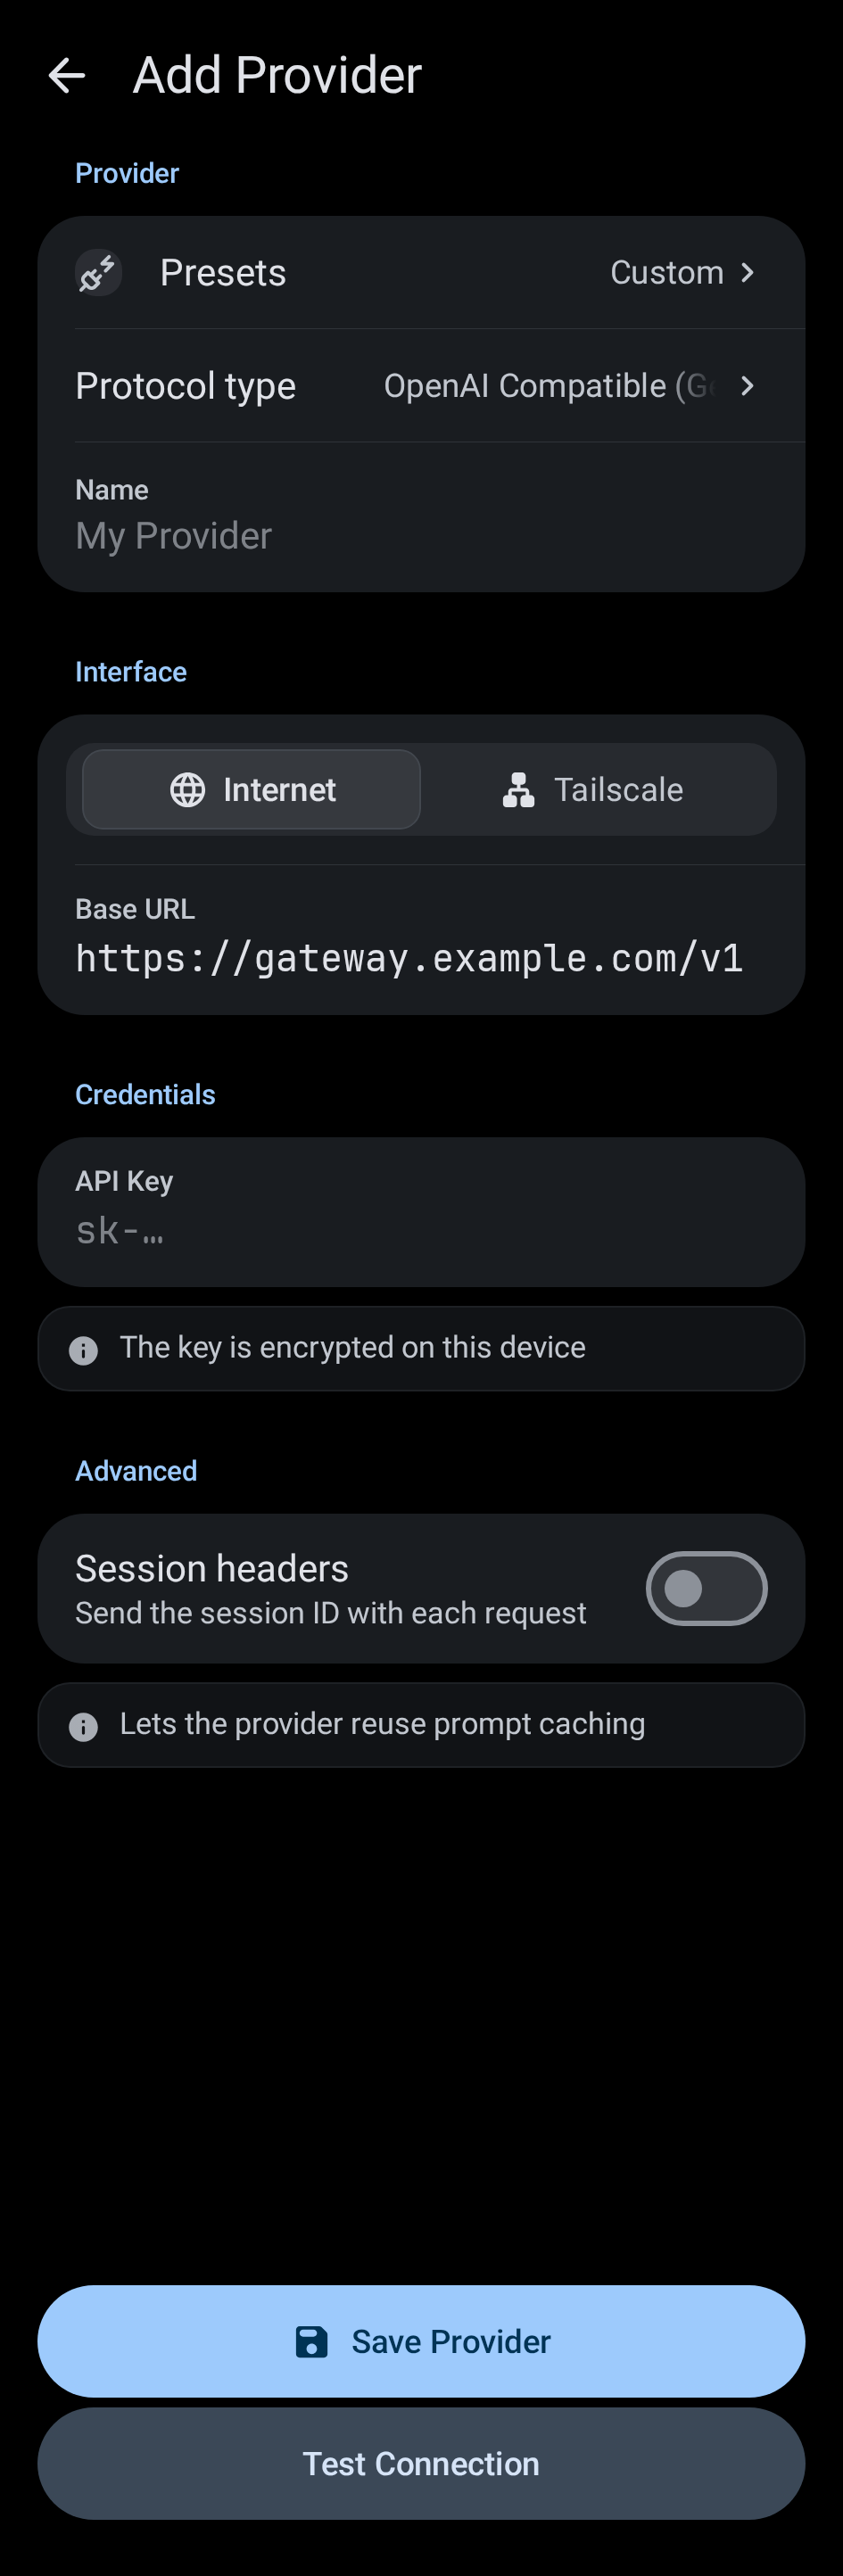 Add Provider
Provider
Presets
Custom
Protocol type
OpenAI Compatible (Ge
Name
My Provider
Interface
Internet
Tailscale
Base URL
https://gateway.example.com/v1
Credentials
API Key
sk-…
The key is encrypted on this device
Advanced
Session headers
Send the session ID with each request
Lets the provider reuse prompt caching
Save Provider
Test Connection